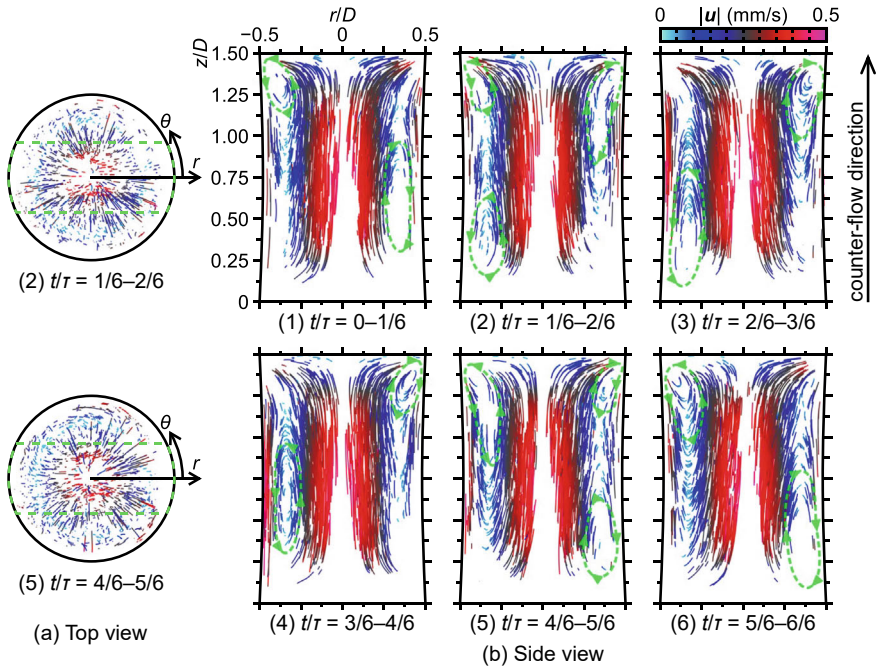 r/D
−0.5 0 0.5
z/D
1.50
1.25
1.00
0.75
0.50
0.25
0
0 |u| (mm/s) 0.5
counter-flow direction
θ
r
(2) t/τ = 1/6–2/6
(1) t/τ = 0–1/6
(2) t/τ = 1/6–2/6
(3) t/τ = 2/6–3/6
θ
r
(5) t/τ = 4/6–5/6
(4) t/τ = 3/6–4/6
(5) t/τ = 4/6–5/6
(6) t/τ = 5/6–6/6
(a) Top view
(b) Side view